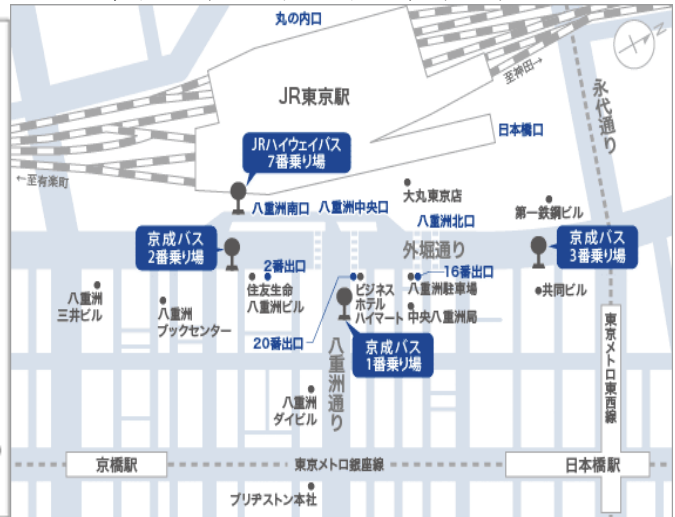 丸の内口
JR東京駅
至神田→
N
永代通り
日本橋口
JRハイウェイバス
7番乗り場
←至有楽町
大丸東京店
八重洲南口
八重洲中央口
八重洲北口
第一鉄鋼ビル
京成バス
2番乗り場
外堀通り
京成バス
3番乗り場
2番出口
16番出口
八重洲
三井ビル
八重洲
ブックセンター
住友生命
八重洲ビル
ビジネス
ホテル
ハイマート
八重洲駐車場
中央八重洲局
共同ビル
20番出口
京成バス
1番乗り場
八重洲通り
東京メトロ東西線
八重洲
ダイビル
京橋駅
東京メトロ銀座線
日本橋駅
ブリヂストン本社